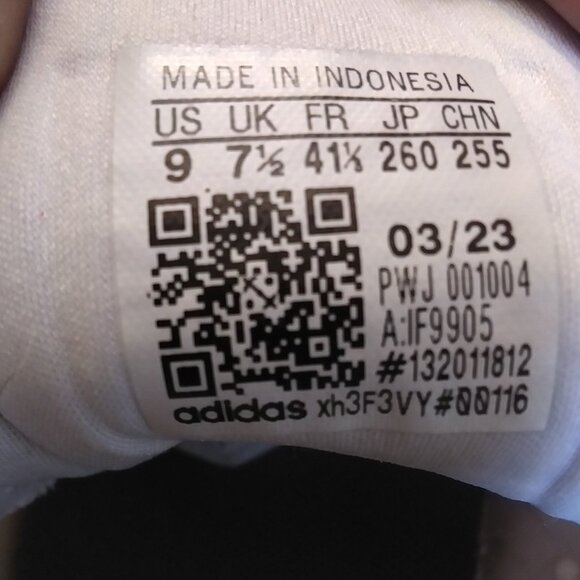 MADE IN INDONESIA
US UK FR JP CHN
9 7½ 41⅓ 260 255
03/23
PWJ 001004
A:IF9905
#132011812
adidas xh3F3VY#00116